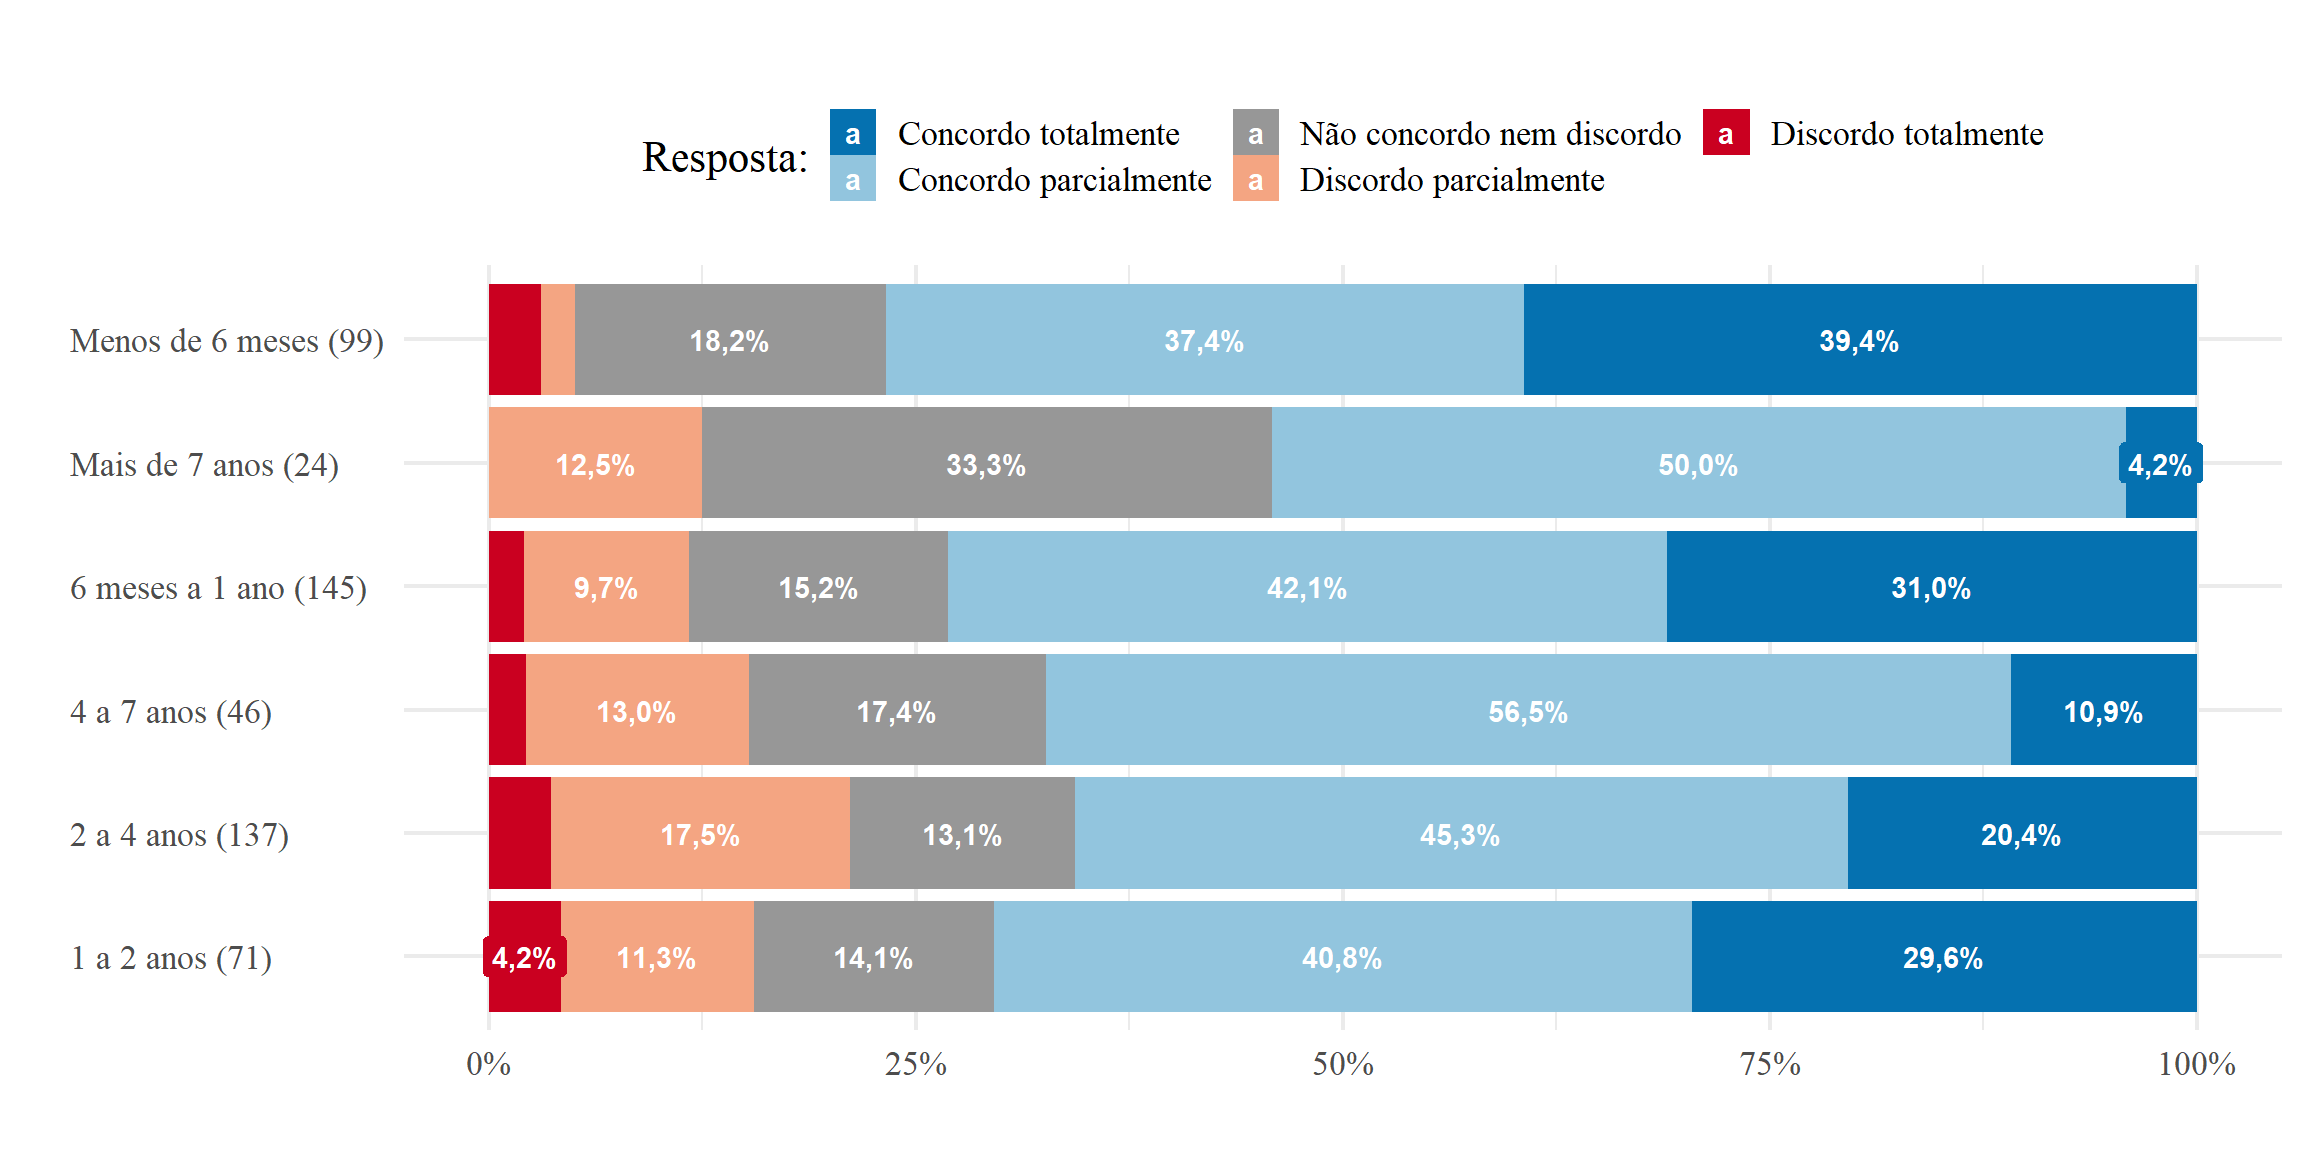 Resposta:
a Concordo totalmente a Não concordo nem discordo a Discordo totalmente
a Concordo parcialmente a Discordo parcialmente
Menos de 6 meses (99) 18,2% 37,4% 39,4%
Mais de 7 anos (24) 12,5% 33,3% 50,0% 4,2%
6 meses a 1 ano (145) 9,7% 15,2% 42,1% 31,0%
4 a 7 anos (46) 13,0% 17,4% 56,5% 10,9%
2 a 4 anos (137) 17,5% 13,1% 45,3% 20,4%
1 a 2 anos (71) 4,2% 11,3% 14,1% 40,8% 29,6%
0% 25% 50% 75% 100%